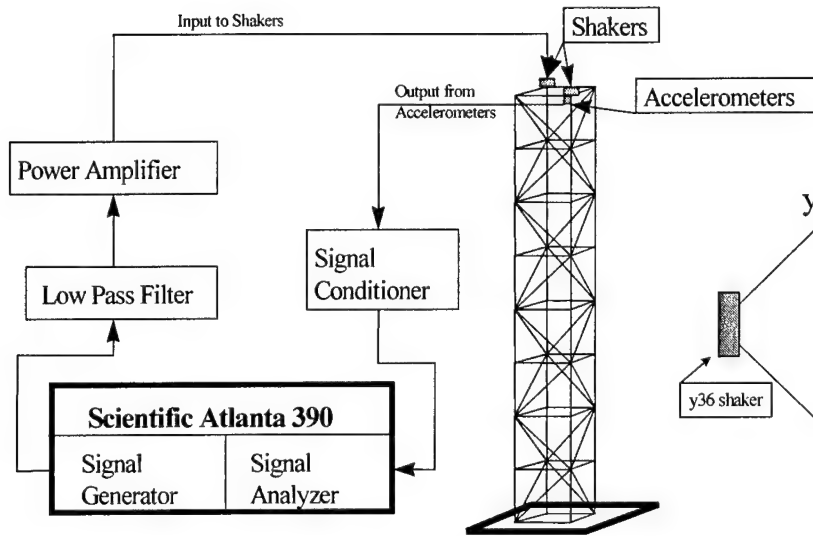 Input to Shakers
Shakers
Output from
Accelerometers
Accelerometers
Power Amplifier
Low Pass Filter
Signal
Conditioner
y
y36 shaker
Scientific Atlanta 390
Signal
Generator
Signal
Analyzer